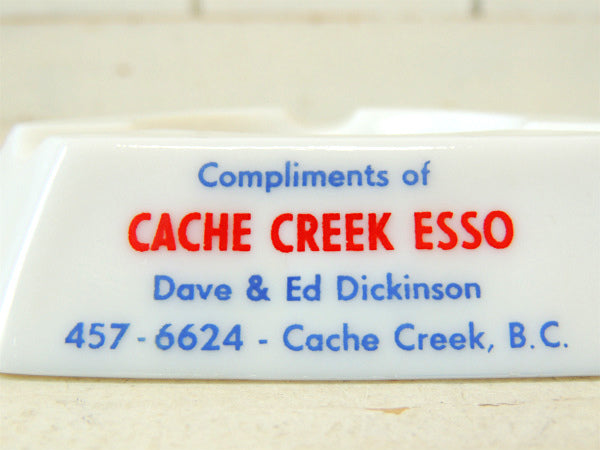 Compliments of
CACHE CREEK ESSO
Dave & Ed Dickinson
457-6624 - Cache Creek, B.C.